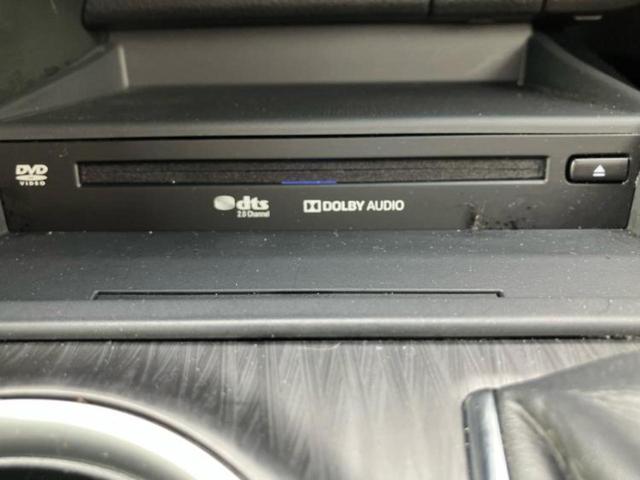 DVD
VIDEO
dts
2.0 Channel
DOLBY AUDIO